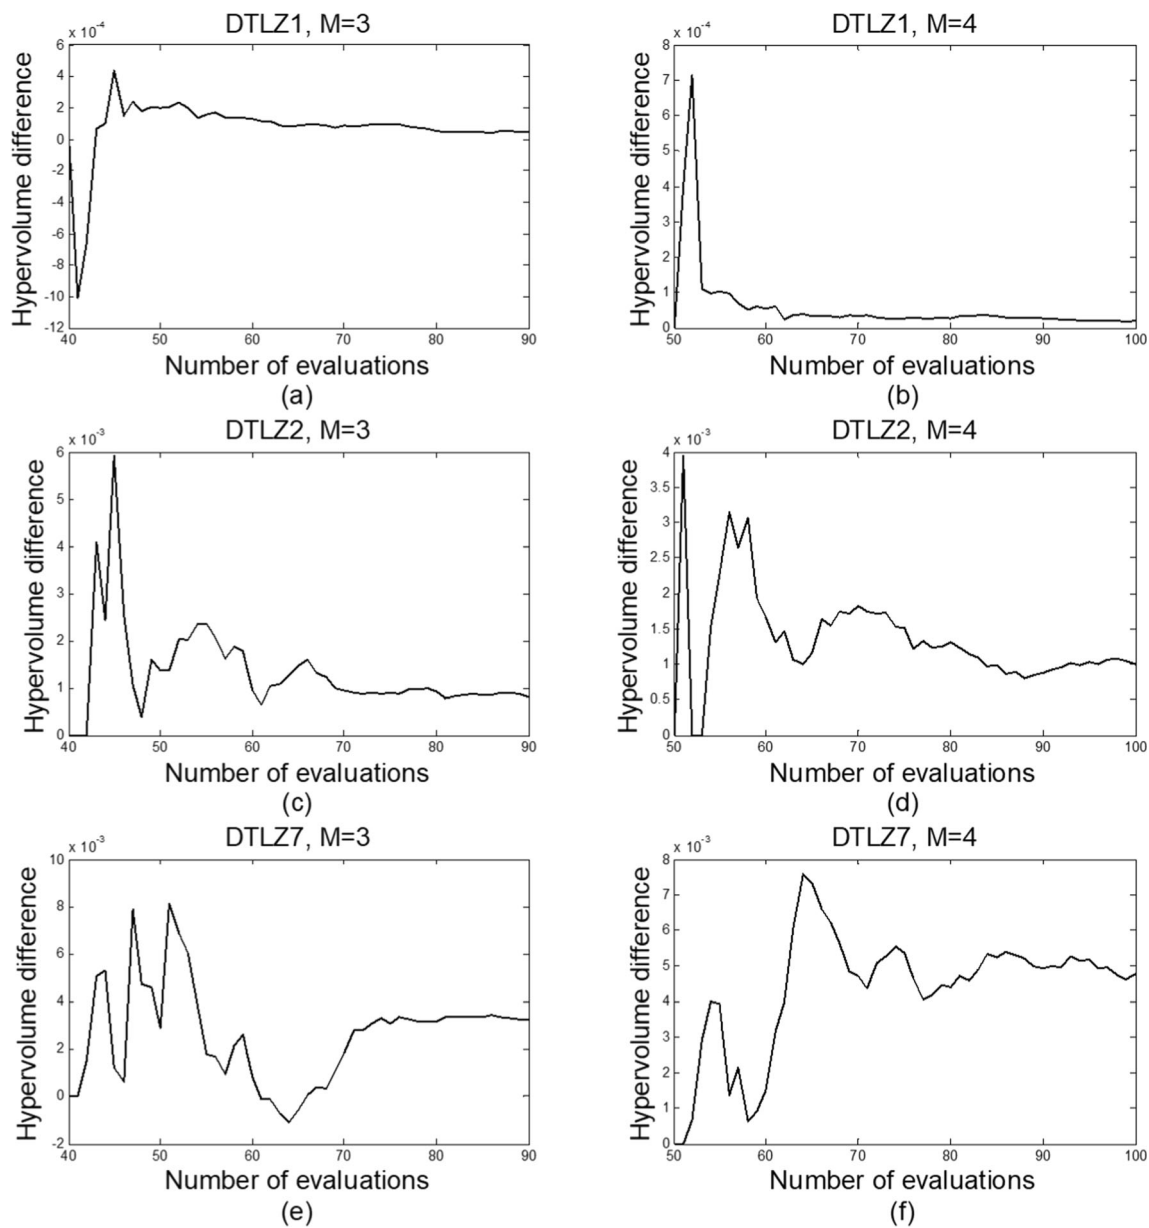 DTLZ1, M=3
x 10-4
6
4
2
0
-2
-4
-6
-8
-10
-12
40 50 60 70 80 90
Hypervolume difference
Number of evaluations
(a)
DTLZ1, M=4
x 10-4
8
7
6
5
4
3
2
1
0
50 60 70 80 90 100
Hypervolume difference
Number of evaluations
(b)
DTLZ2, M=3
x 10-3
6
5
4
3
2
1
0
40 50 60 70 80 90
Hypervolume difference
Number of evaluations
(c)
DTLZ2, M=4
x 10-3
4
3.5
3
2.5
2
1.5
1
0.5
0
50 60 70 80 90 100
Hypervolume difference
Number of evaluations
(d)
DTLZ7, M=3
x 10-3
10
8
6
4
2
0
-2
40 50 60 70 80 90
Hypervolume difference
Number of evaluations
(e)
DTLZ7, M=4
x 10-3
8
7
6
5
4
3
2
1
0
50 60 70 80 90 100
Hypervolume difference
Number of evaluations
(f)